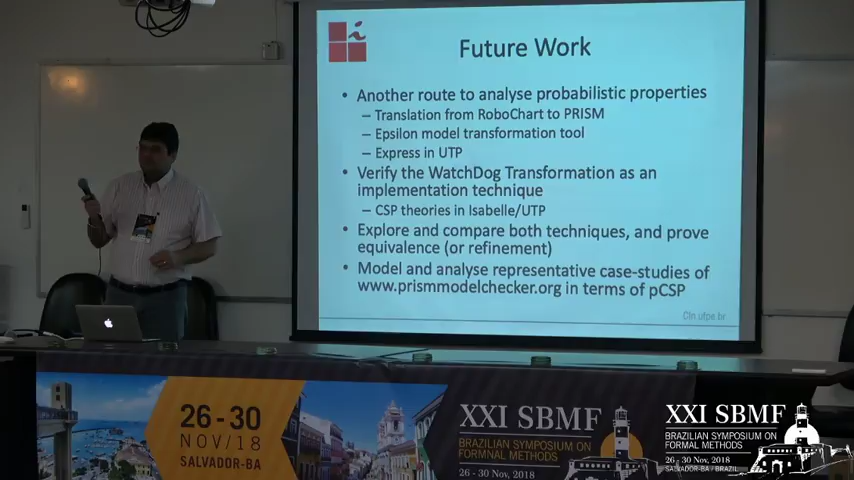 i
Future Work
• Another route to analyse probabilistic properties
– Translation from RoboChart to PRISM
– Epsilon model transformation tool
– Express in UTP
• Verify the WatchDog Transformation as an
implementation technique
– CSP theories in Isabelle/UTP
• Explore and compare both techniques, and prove
equivalence (or refinement)
• Model and analyse representative case-studies of
www.prismmodelchecker.org in terms of pCSP
CIn.ufpe.br
26-30
NOV/18
SALVADOR-BA
XXI SBMF
BRAZILIAN SYMPOSIUM ON
FORMNAL METHODS
26 - 30 Nov, 2018
XXI SBMF
BRAZILIAN SYMPOSIUM ON
FORMAL METHODS
26 - 30 Nov, 2018
SALVADOR-BA / BRAZIL